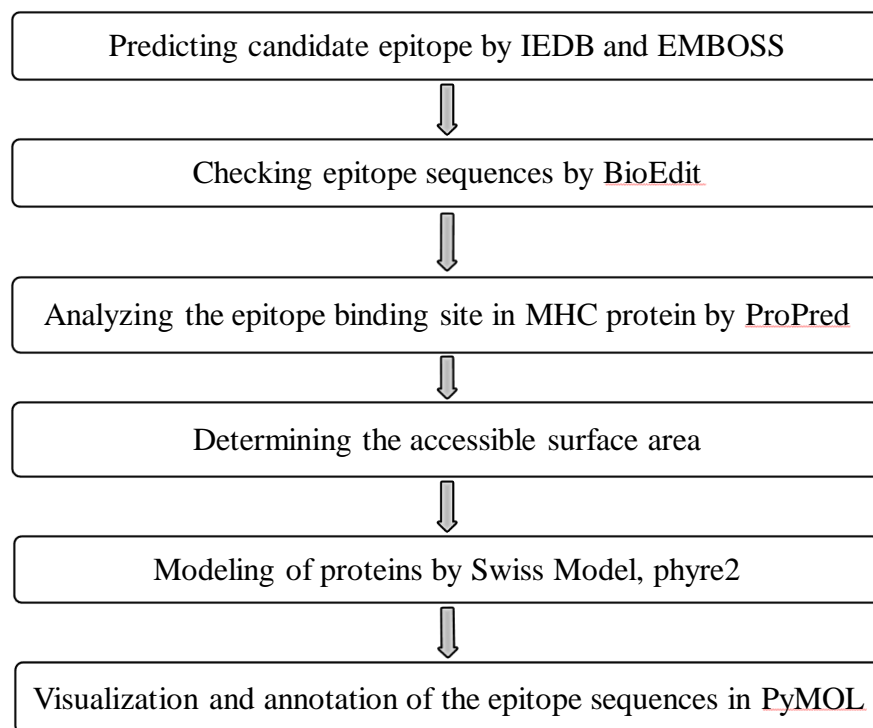 Predicting candidate epitope by IEDB and EMBOSS
Checking epitope sequences by BioEdit
Analyzing the epitope binding site in MHC protein by ProPred
Determining the accessible surface area
Modeling of proteins by Swiss Model, phyre2
Visualization and annotation of the epitope sequences in PyMOL